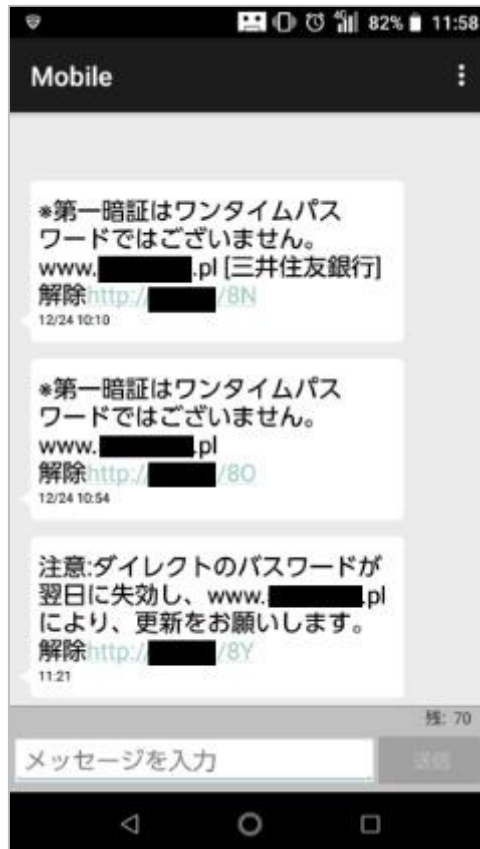 82% 11:58
Mobile
※第一暗証はワンタイムパス
ワードではございません。
www. .pl [三井住友銀行]
解除http:// /8N
12/24 10:10
※第一暗証はワンタイムパス
ワードではございません。
www. .pl
解除http:// /8O
12/24 10:54
注意:ダイレクトのバスワードが
翌日に失効し、www. .pl
により、更新をお願いします。
解除http:// /8Y
11:21
残: 70
メッセージを入力
送信